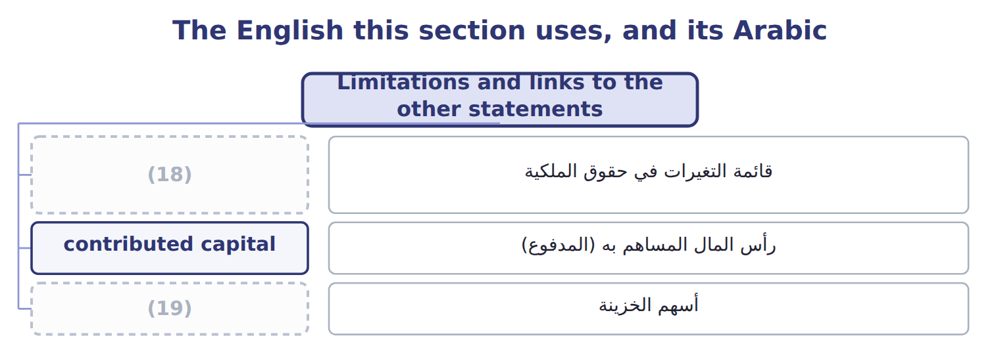 The English this section uses, and its Arabic
Limitations and links to the
other statements
(18)
قائمة التغيرات في حقوق الملكية
contributed capital
رأس المال المساهم به (المدفوع)
(19)
أسهم الخزينة